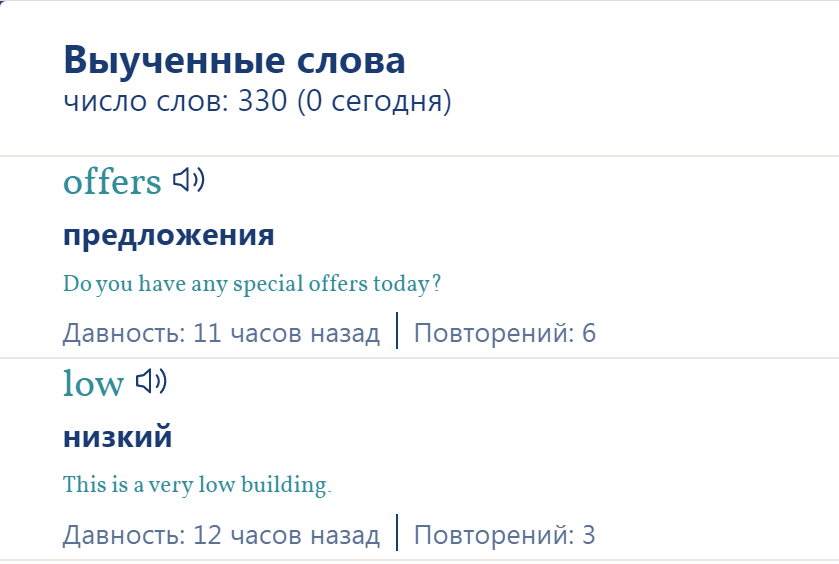 Выученные слова
число слов: 330 (0 сегодня)
offers
предложения
Do you have any special offers today?
Давность: 11 часов назад | Повторений: 6
low
низкий
This is a very low building.
Давность: 12 часов назад | Повторений: 3